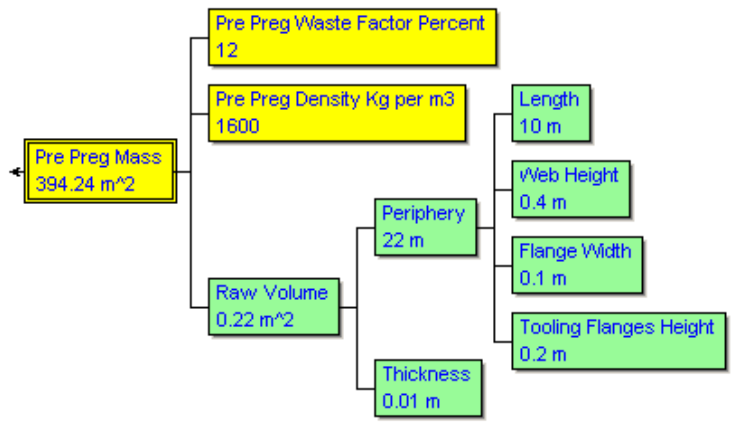 Pre Preg Waste Factor Percent
12
Pre Preg Density Kg per m3
1600
Length
10 m
Pre Preg Mass
394.24 m^2
Web Height
0.4 m
Periphery
22 m
Flange Width
0.1 m
Raw Volume
0.22 m^2
Tooling Flanges Height
0.2 m
Thickness
0.01 m